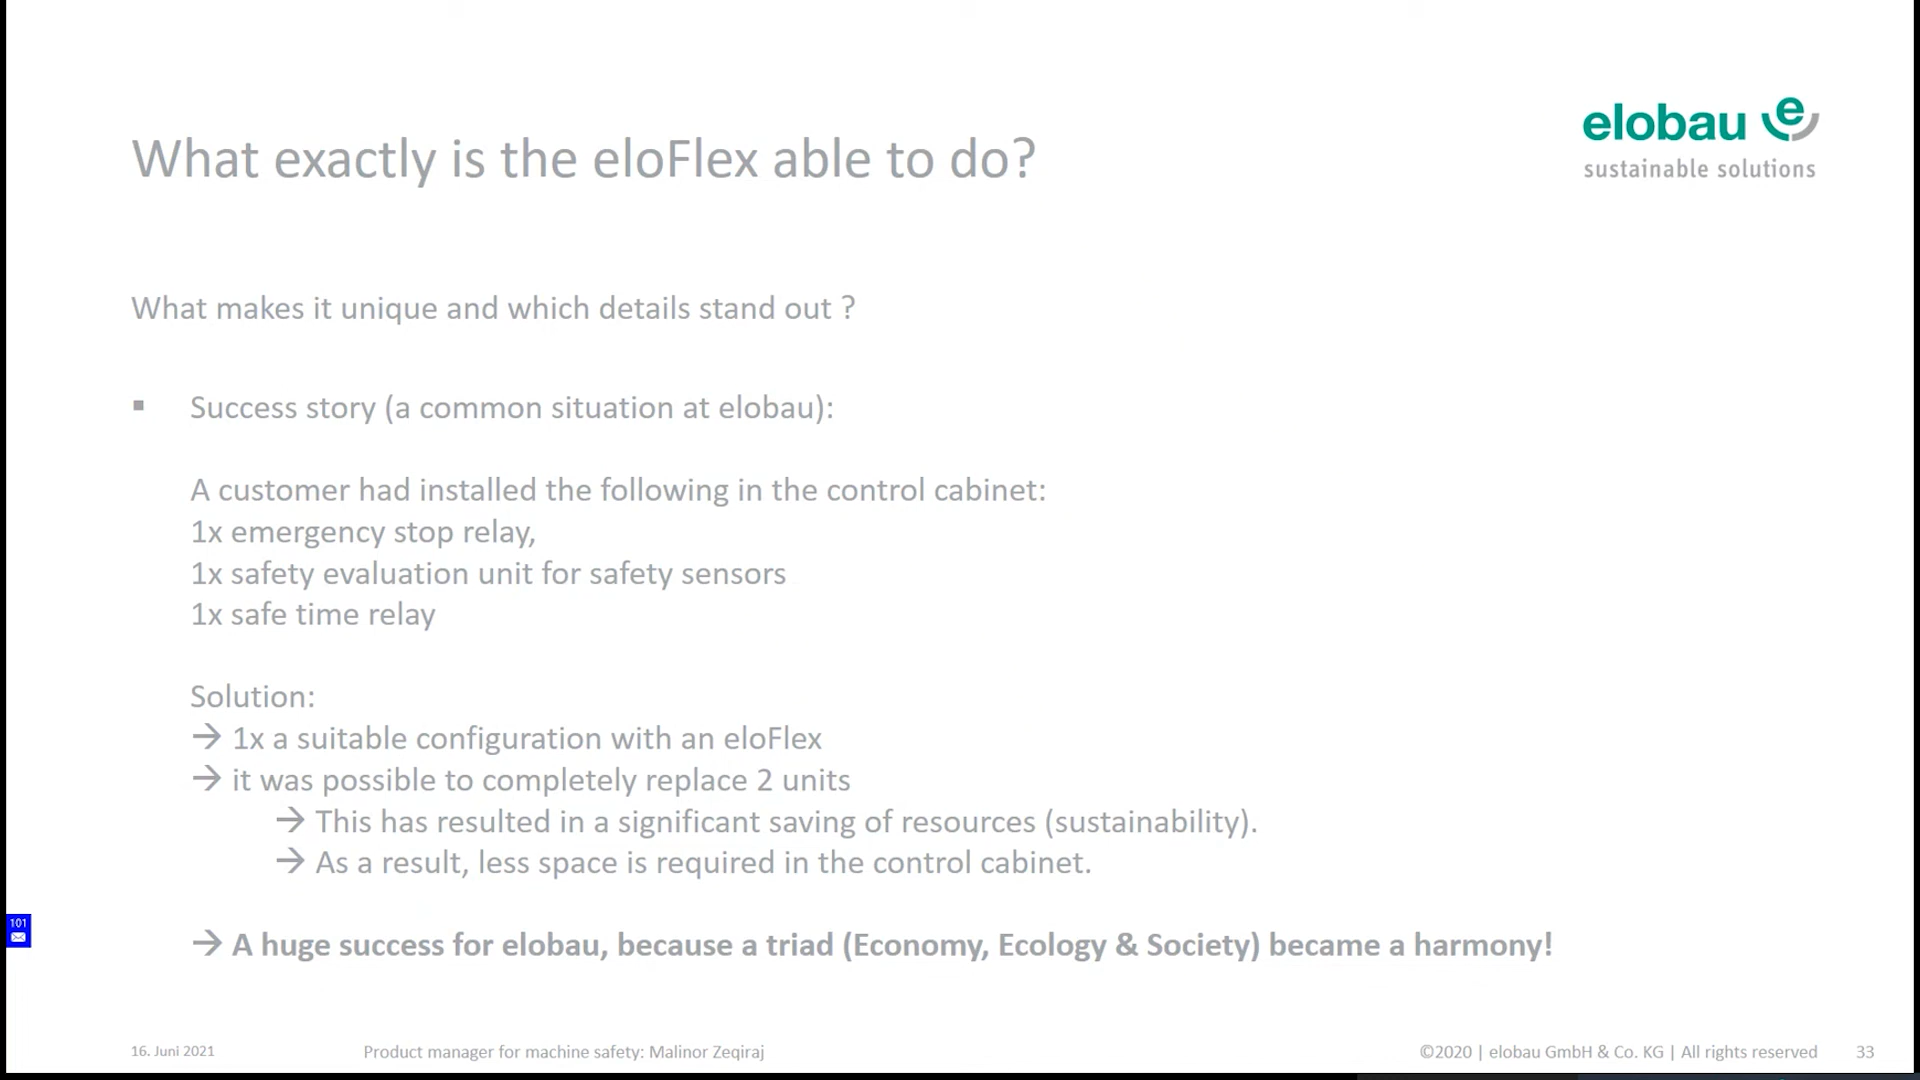 elobau e
sustainable solutions
What exactly is the eloFlex able to do?
What makes it unique and which details stand out ?
▪ Success story (a common situation at elobau):
A customer had installed the following in the control cabinet:
1x emergency stop relay,
1x safety evaluation unit for safety sensors
1x safe time relay
Solution:
→ 1x a suitable configuration with an eloFlex
→ it was possible to completely replace 2 units
→ This has resulted in a significant saving of resources (sustainability).
→ As a result, less space is required in the control cabinet.
101
→ A huge success for elobau, because a triad (Economy, Ecology & Society) became a harmony!
16. Juni 2021 Product manager for machine safety: Malinor Zeqiraj ©2020 | elobau GmbH & Co. KG | All rights reserved 33